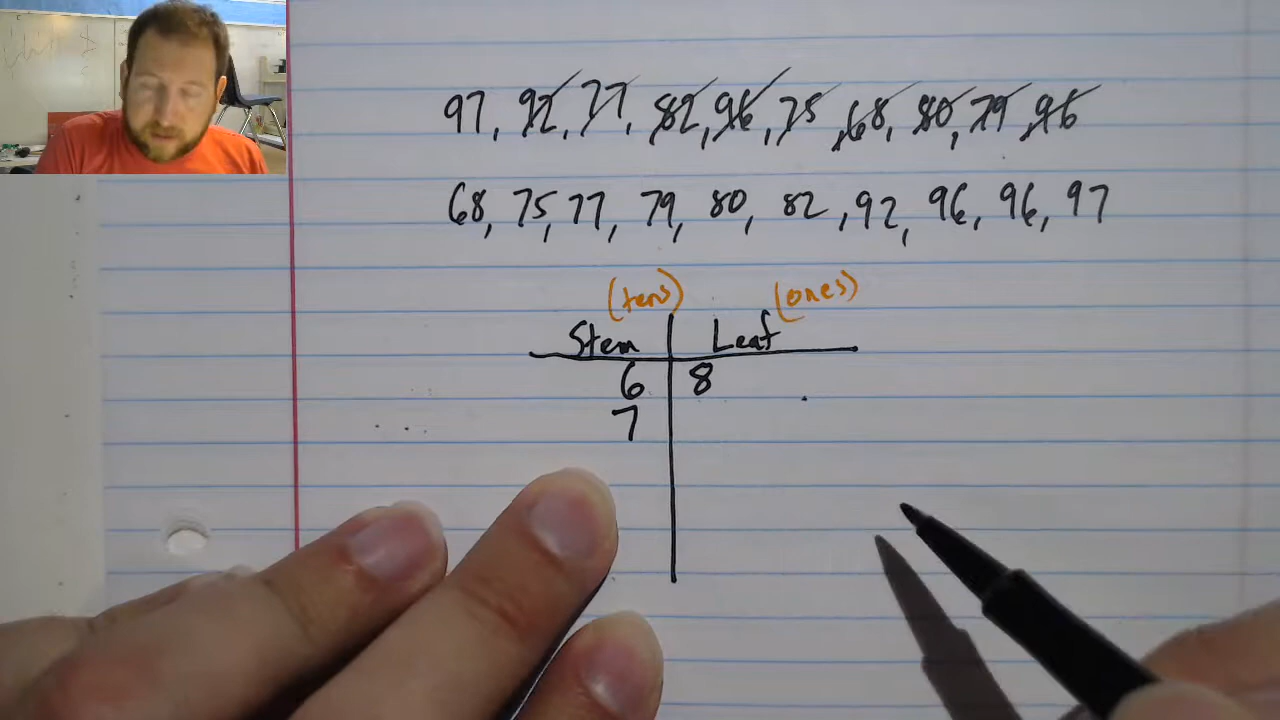 97, 92, 77, 82, 96, 75, 68, 80, 79, 96
68, 75, 77, 79, 80, 82, 92, 96, 96, 97
(tens) (ones)
Stem Leaf
6 8
7